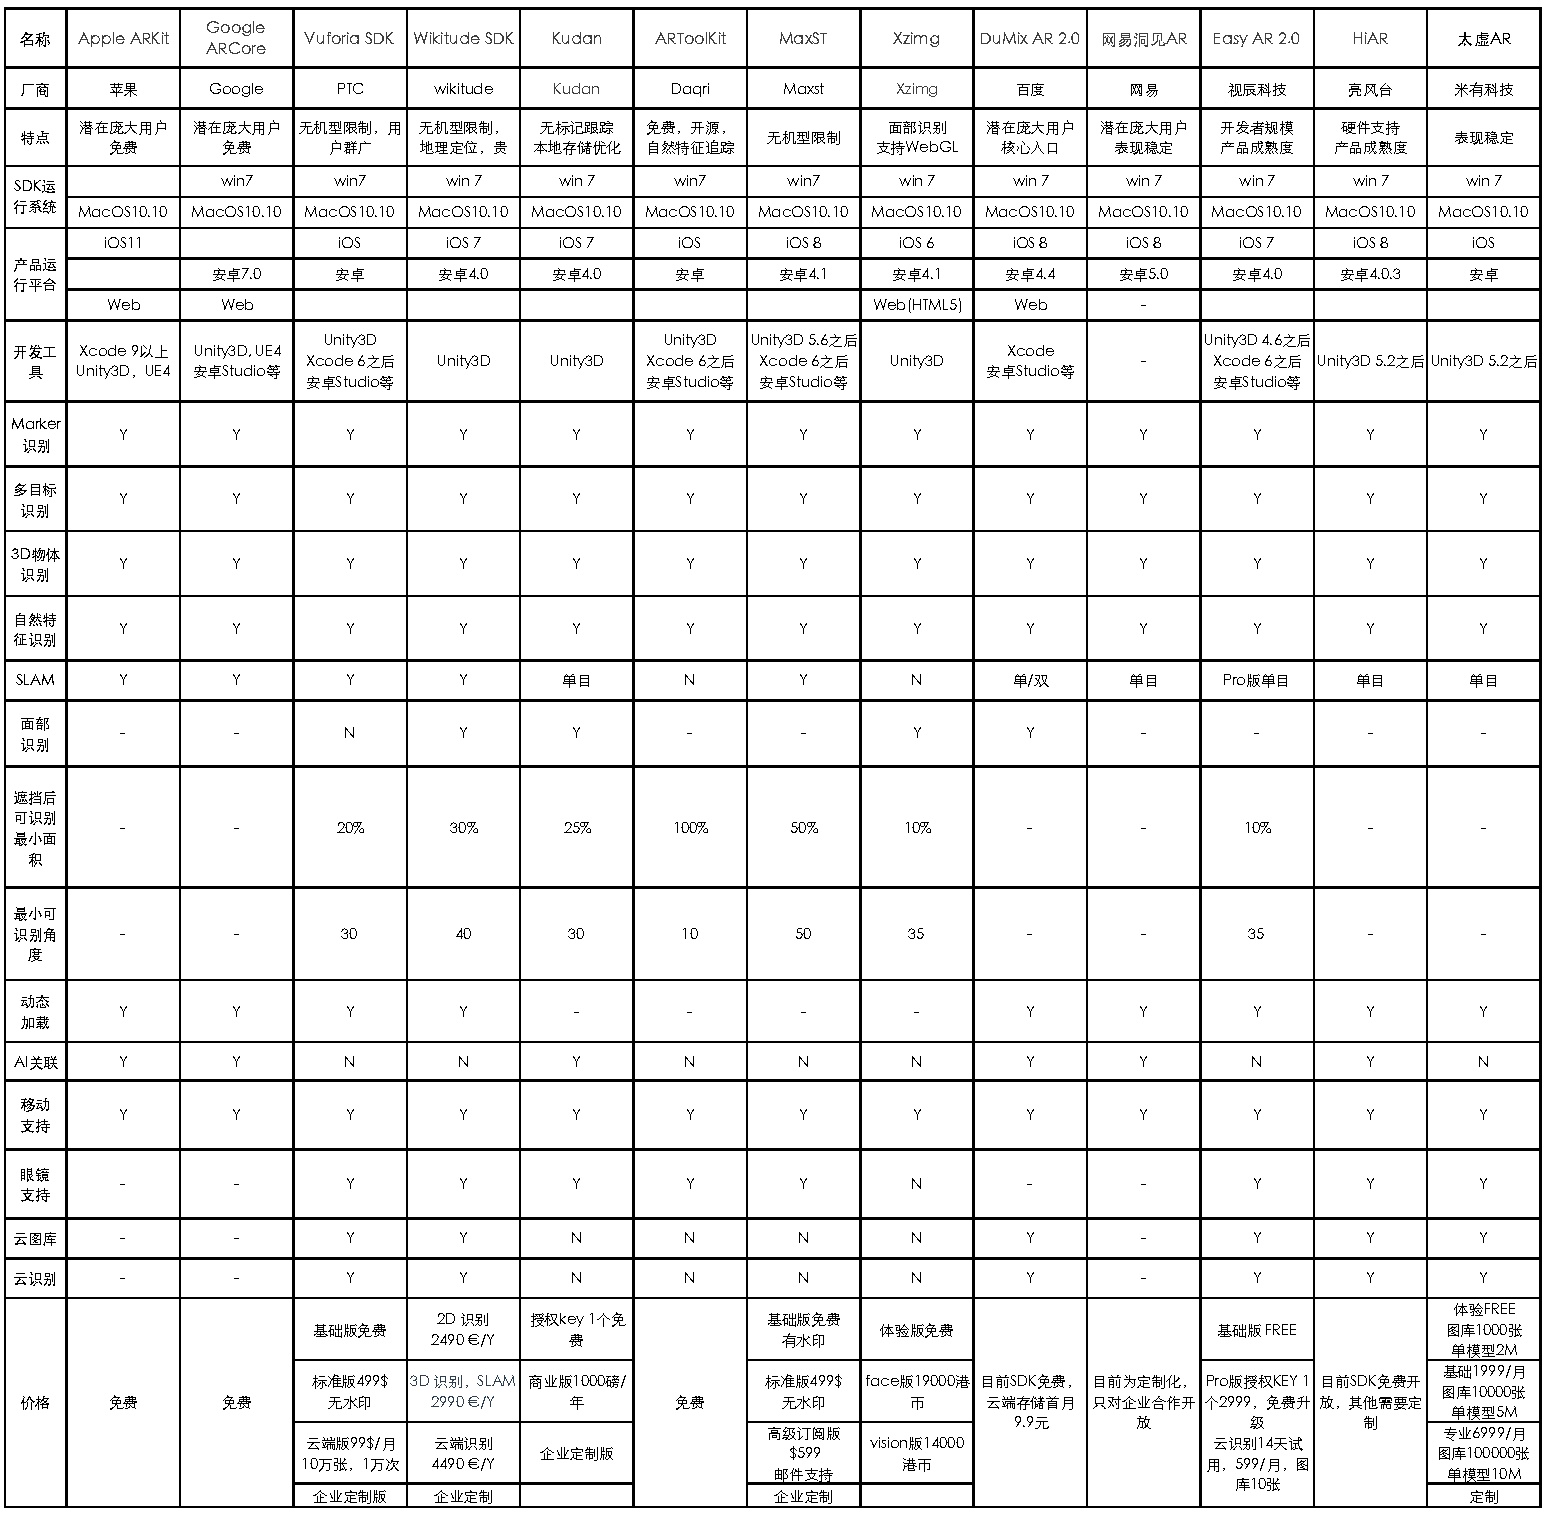 名称 Apple ARKit Google ARCore Vuforia SDK Wikitude SDK Kudan ARToolKit MaxST Xzimg DuMix AR 2.0 网易洞见AR Easy AR 2.0 HiAR 太虚AR
厂商 苹果 Google PTC wikitude Kudan Daqri Maxst Xzimg 百度 网易 视辰科技 亮风台 米有科技
特点 潜在庞大用户 免费 潜在庞大用户 免费 无机型限制，用户群广 无机型限制，地理定位，贵 无标记跟踪 本地存储优化 免费，开源，自然特征追踪 无机型限制 面部识别 支持WebGL 潜在庞大用户 核心入口 潜在庞大用户 表现稳定 开发者规模 产品成熟度 硬件支持 产品成熟度 表现稳定
SDK运行系统 win7 win7 win 7 win 7 win7 win7 win 7 win 7 win 7 win 7 win 7 win 7
MacOS10.10 MacOS10.10 MacOS10.10 MacOS10.10 MacOS10.10 MacOS10.10 MacOS10.10 MacOS10.10 MacOS10.10 MacOS10.10 MacOS10.10 MacOS10.10 MacOS10.10
产品运行平台 iOS11 iOS iOS 7 iOS 7 iOS iOS 8 iOS 6 iOS 8 iOS 8 iOS 7 iOS 8 iOS
安卓7.0 安卓 安卓4.0 安卓4.0 安卓 安卓4.1 安卓4.1 安卓4.4 安卓5.0 安卓4.0 安卓4.0.3 安卓
Web Web Web(HTML5) Web -
开发工具 Xcode 9以上 Unity3D，UE4 Unity3D, UE4 安卓Studio等 Unity3D Xcode 6之后 安卓Studio等 Unity3D Unity3D Unity3D Xcode 6之后 安卓Studio等 Unity3D 5.6之后 Xcode 6之后 安卓Studio等 Unity3D Xcode 安卓Studio等 - Unity3D 4.6之后 Xcode 6之后 安卓Studio等 Unity3D 5.2之后 Unity3D 5.2之后
Marker识别 Y Y Y Y Y Y Y Y Y Y Y Y Y
多目标识别 Y Y Y Y Y Y Y Y Y Y Y Y Y
3D物体识别 Y Y Y Y Y Y Y Y Y Y Y Y Y
自然特征识别 Y Y Y Y Y Y Y Y Y Y Y Y Y
SLAM Y Y Y Y 单目 N Y N 单/双 单目 Pro版单目 单目 单目
面部识别 - - N Y Y - - Y Y - - - -
遮挡后可识别最小面积 - - 20% 30% 25% 100% 50% 10% - - 10% - -
最小可识别角度 - - 30 40 30 10 50 35 - - 35 - -
动态加载 Y Y Y Y - - - - Y Y Y Y Y
AI关联 Y Y N N Y N N N Y Y N Y N
移动支持 Y Y Y Y Y Y Y Y Y Y Y Y Y
眼镜支持 - - Y Y Y Y Y N - - Y Y Y
云图库 - - Y Y N N N N Y - Y Y Y
云识别 - - Y Y N N N N Y - Y Y Y
价格 免费 免费
基础版免费
标准版499$ 无水印
云端版99$/月 10万张，1万次
企业定制版
2D 识别 2490 €/Y
3D 识别，SLAM 2990 €/Y
云端识别 4490 €/Y
企业定制
授权key 1个免费
商业版1000磅/年
企业定制版
免费
基础版免费 有水印
标准版499$ 无水印
高级订阅版 $599 邮件支持
企业定制
体验版免费
face版19000港币
vision版14000港币
目前SDK免费，云端存储首月9.9元
目前为定制化，只对企业合作开放
基础版 FREE
Pro版授权KEY 1个2999，免费升级
云识别14天试用，599/月，图库10张
目前SDK免费开放，其他需要定制
体验FREE 图库1000张 单模型2M
基础1999/月 图库10000张 单模型5M
专业6999/月 图库100000张 单模型10M
定制